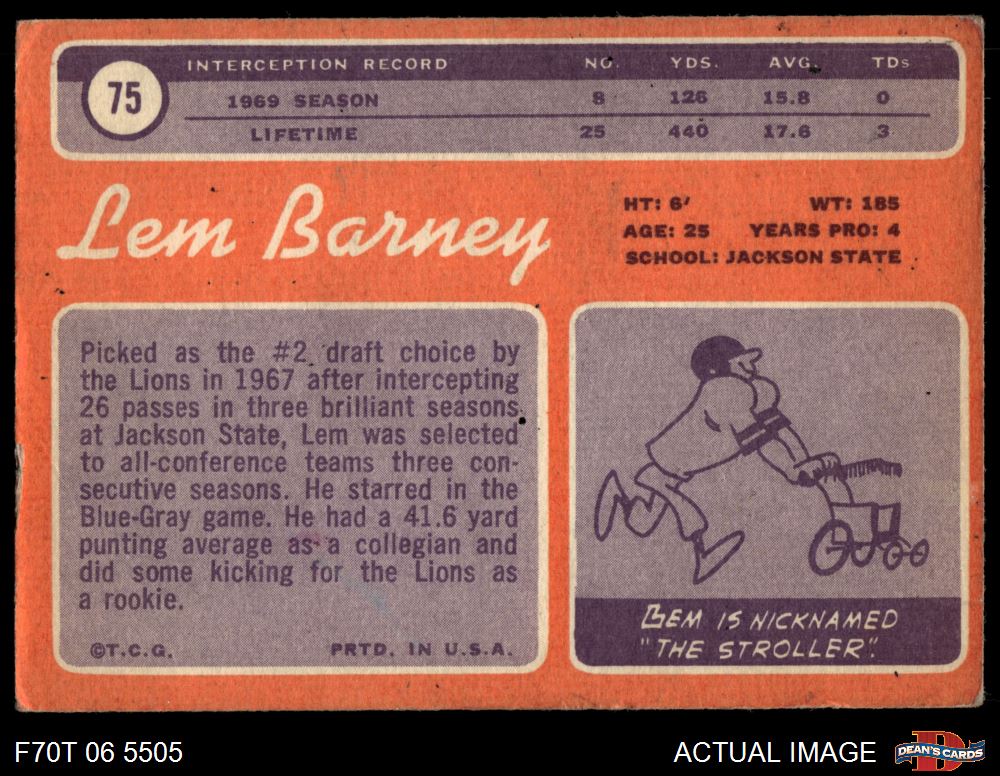 75
INTERCEPTION RECORD NO. YDS. AVG. TDs
1969 SEASON 8 126 15.8 0
LIFETIME 25 440 17.6 3
Lem Barney
HT: 6' WT: 185
AGE: 25 YEARS PRO: 4
SCHOOL: JACKSON STATE
Picked as the #2 draft choice by
the Lions in 1967 after intercepting
26 passes in three brilliant seasons
at Jackson State, Lem was selected
to all-conference teams three con-
secutive seasons. He starred in the
Blue-Gray game. He had a 41.6 yard
punting average as a collegian and
did some kicking for the Lions as
a rookie.
©T.C.G. PRTD. IN U.S.A.
LEM IS NICKNAMED
"THE STROLLER".
F70T 06 5505
ACTUAL IMAGE
DEAN'S CARDS